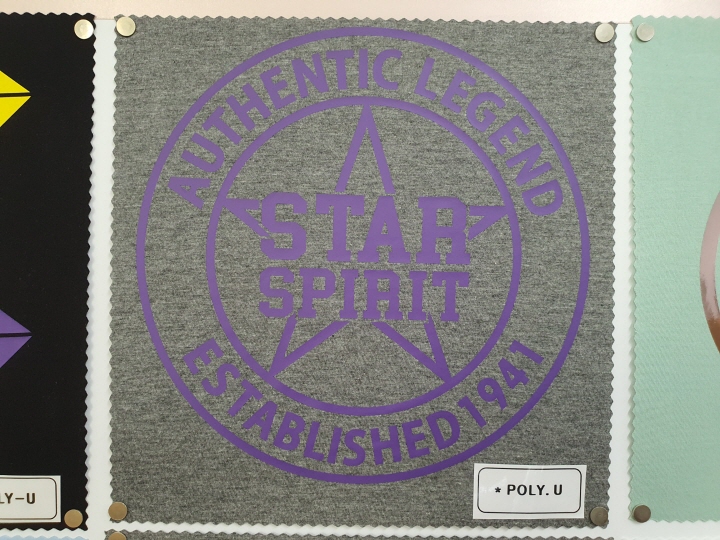 AUTHENTIC LEGEND
STAR
SPIRIT
ESTABLISHED 1941
* POLY. U
LY-U